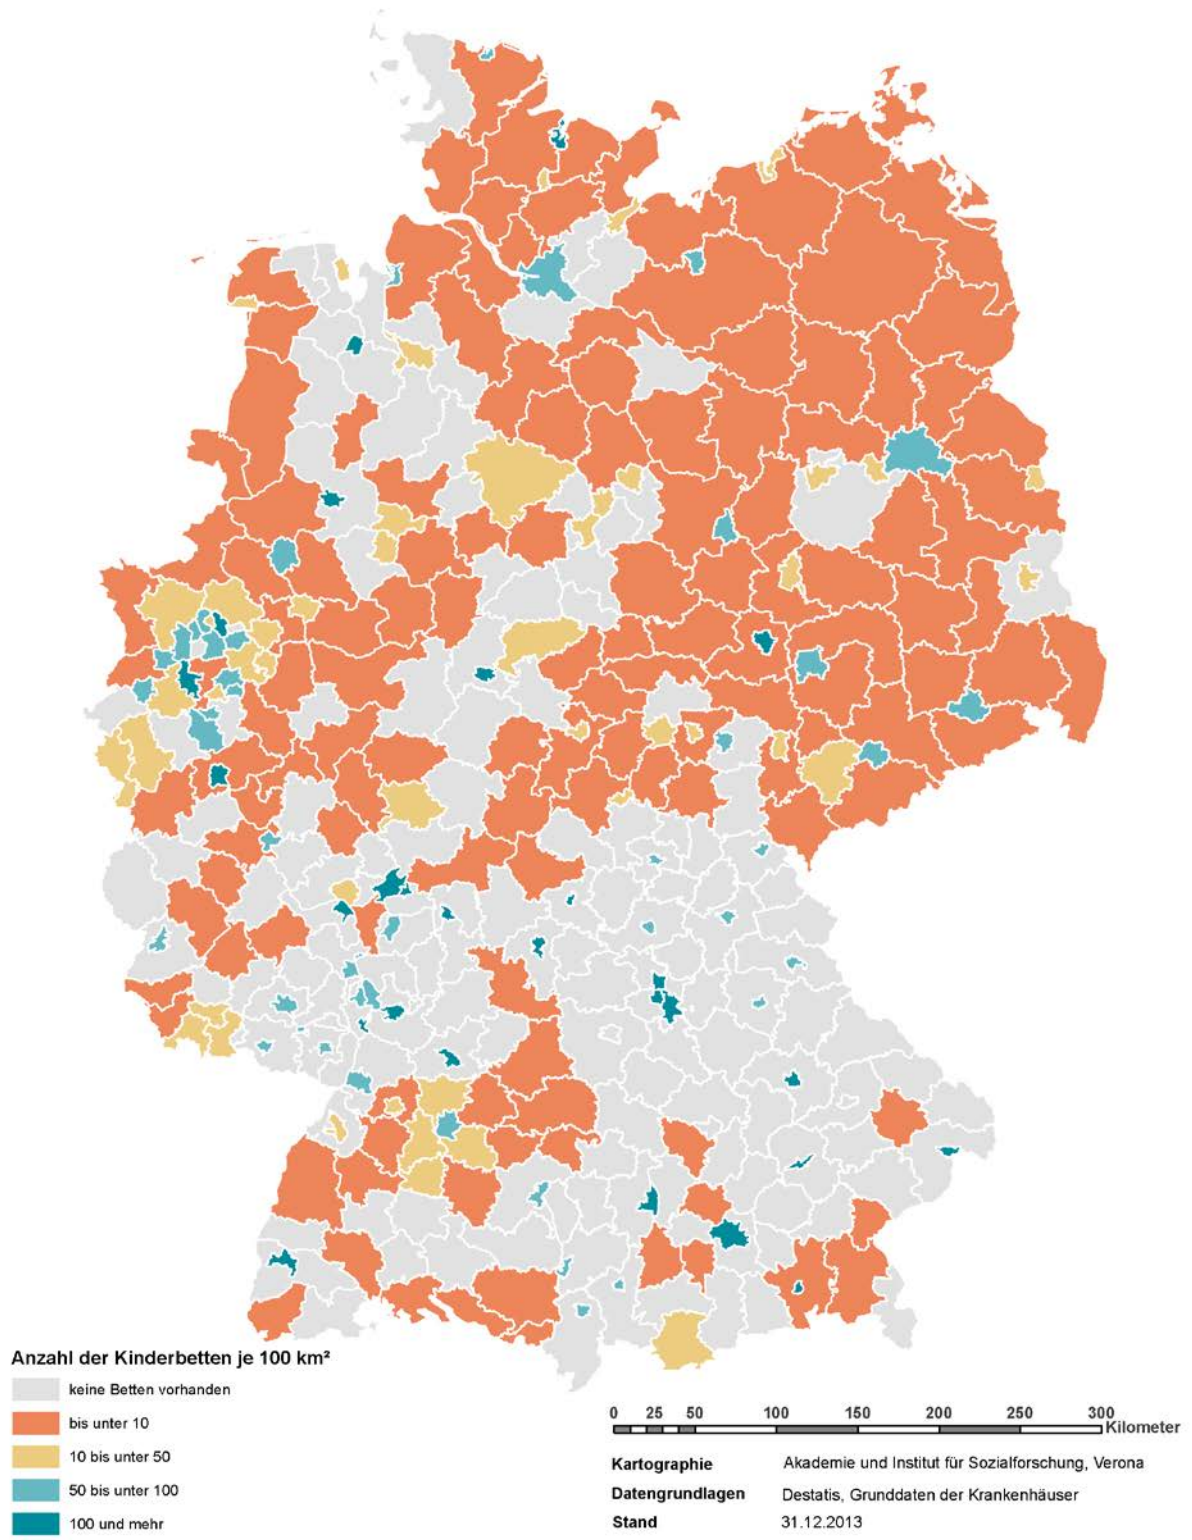 Anzahl der Kinderbetten je 100 km²
keine Betten vorhanden
bis unter 10
10 bis unter 50
50 bis unter 100
100 und mehr
0 25 50 100 150 200 250 300
Kilometer
Kartographie Akademie und Institut für Sozialforschung, Verona
Datengrundlagen Destatis, Grunddaten der Krankenhäuser
Stand 31.12.2013